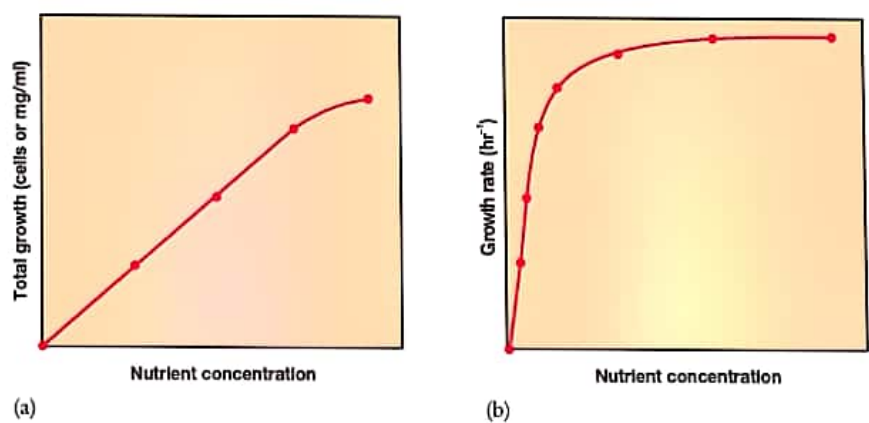 Total growth (cells or mg/ml)
Nutrient concentration
(a)
Growth rate (hr⁻¹)
Nutrient concentration
(b)